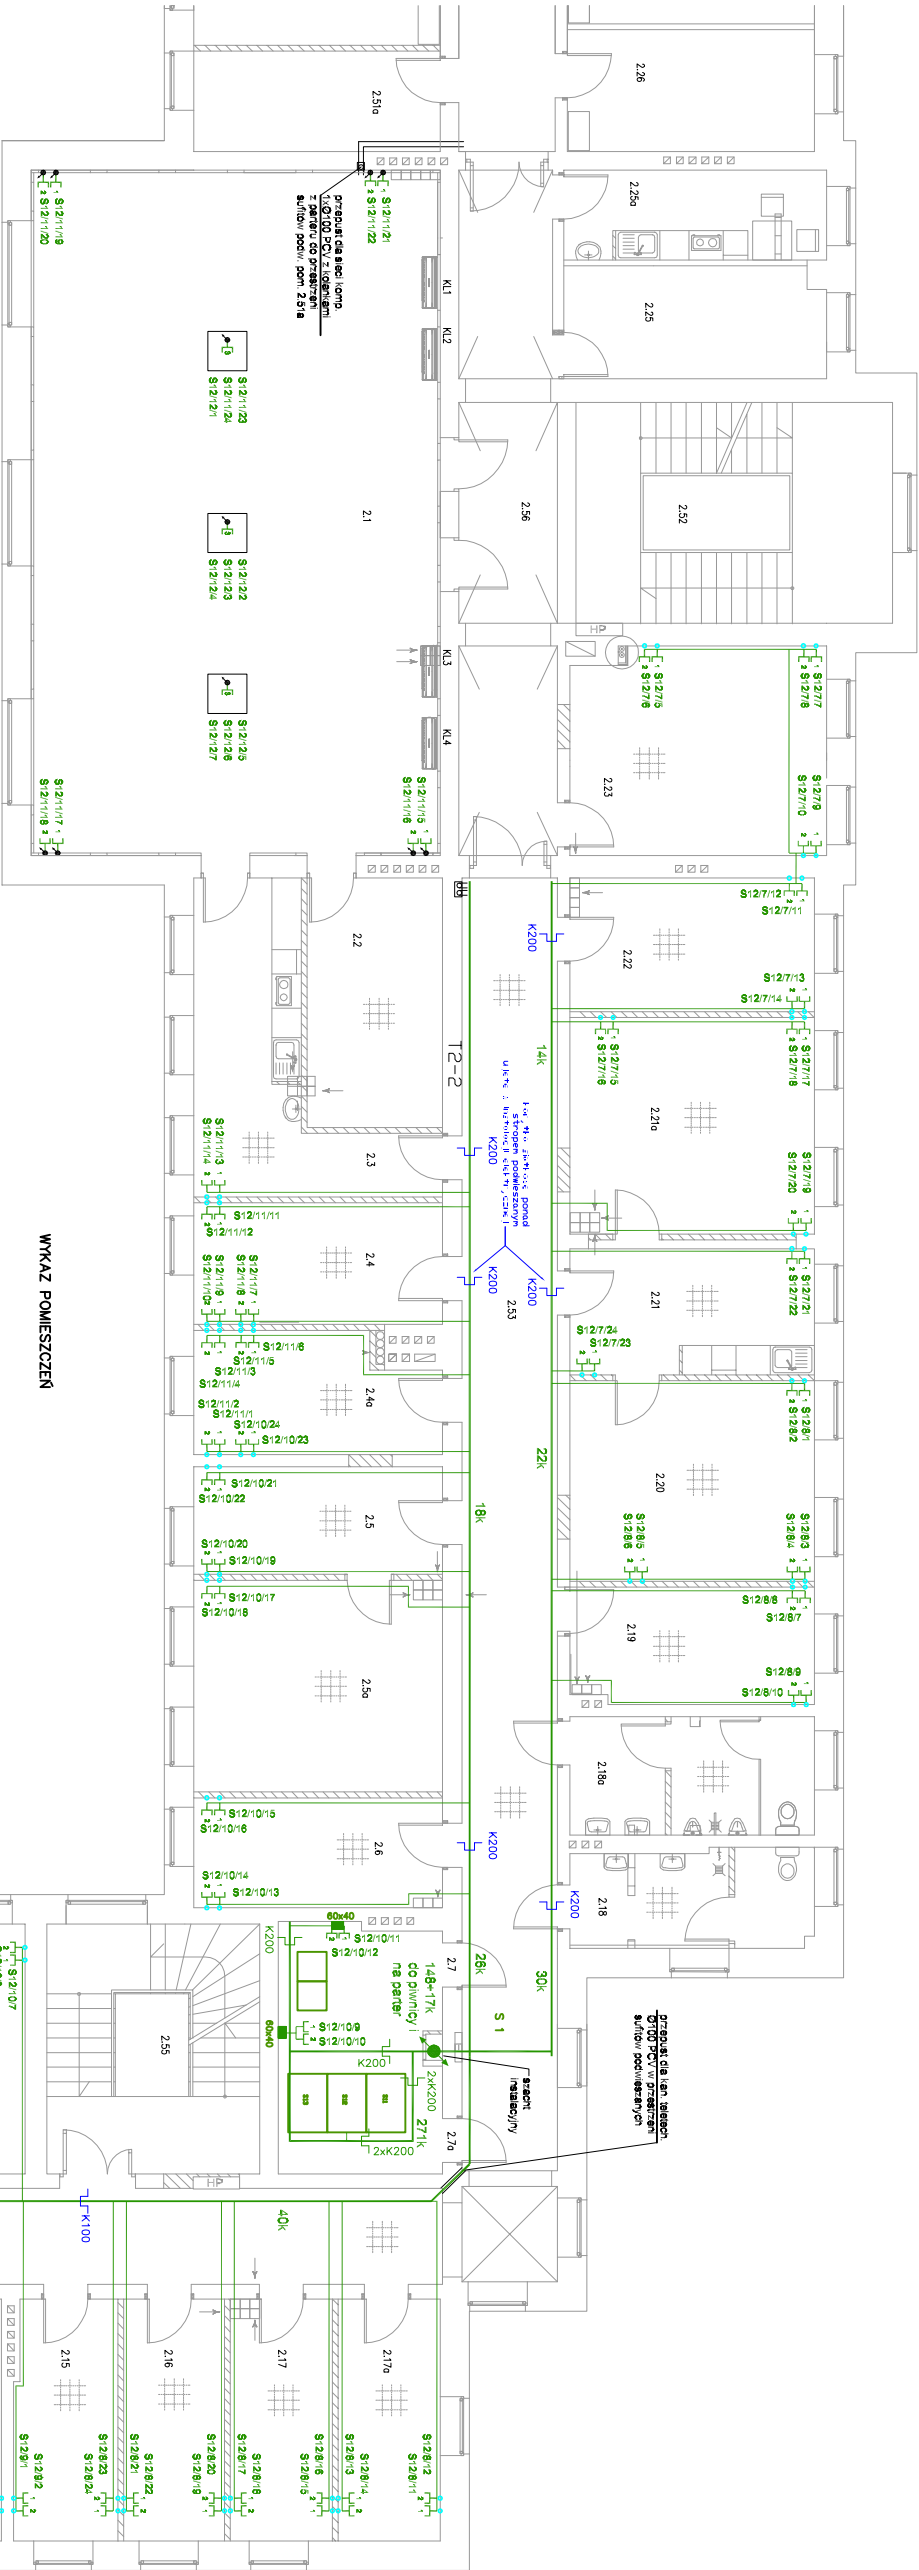 2.51a
2.26
2.25a
2.25
2.52
2.56
2.1
przepust dla sieci komp.
1xØ100 PCV z kolankami
z parteru do przestrzeni
sufitów podw. pom. 2.51a
KL1
KL2
KL3
KL4
S12/11/19
S12/11/20
S12/11/21
S12/11/22
S12/11/23
S12/11/24
S12/12/1
S12/12/2
S12/12/3
S12/12/4
S12/12/5
S12/12/6
S12/12/7
S12/11/17
S12/11/18
S12/11/15
S12/11/16
HP
S12/7/5
S12/7/6
S12/7/7
S12/7/8
S12/7/9
S12/7/10
2.23
S12/7/12
S12/7/11
2.22
S12/7/13
S12/7/14
K200
S12/7/15
S12/7/16
S12/7/17
S12/7/18
2.21a
S12/7/19
S12/7/20
14k
T2-2
stropem podwieszanym
K200
K200
K200
2.53
2.2
2.3
S12/11/13
S12/11/14
S12/11/11
S12/11/12
2.4
S12/11/7
S12/11/8
S12/11/9
S12/11/10
S12/11/6
S12/11/5
S12/11/3
S12/11/4
2.4a
S12/11/2
S12/11/1
S12/10/24
S12/10/23
2.21
S12/7/21
S12/7/22
S12/7/24
S12/7/23
S12/8/1
S12/8/2
2.20
S12/8/3
S12/8/4
S12/8/5
S12/8/6
22k
18k
S12/10/21
S12/10/22
2.5
S12/10/20
S12/10/19
S12/10/17
S12/10/18
2.5a
S12/8/8
S12/8/7
2.19
S12/8/9
S12/8/10
2.18a
2.18
S12/10/15
S12/10/16
2.6
S12/10/14
S12/10/13
K200
K200
60x40
K200
S12/10/11
S12/10/12
2.7
26k
30k
S 1
148+17k
do piwnicy i
na parter
60x40
S12/10/9
S12/10/10
K200
2xK200
271k
2xK200
2.7a
szacht
instalacyjny
przepust dla kan. teletech.
Ø100 PCV w przestrzeni
sufitów podwieszanych
S12/10/7
2.55
HP
K100
40k
2.15
2.16
2.17
2.17a
S12/9/1
S12/9/2
S12/8/24
S12/8/23
S12/8/21
S12/8/22
S12/8/19
S12/8/20
S12/8/17
S12/8/18
S12/8/15
S12/8/16
S12/8/13
S12/8/14
S12/8/11
S12/8/12
WYKAZ POMIESZCZEŃ